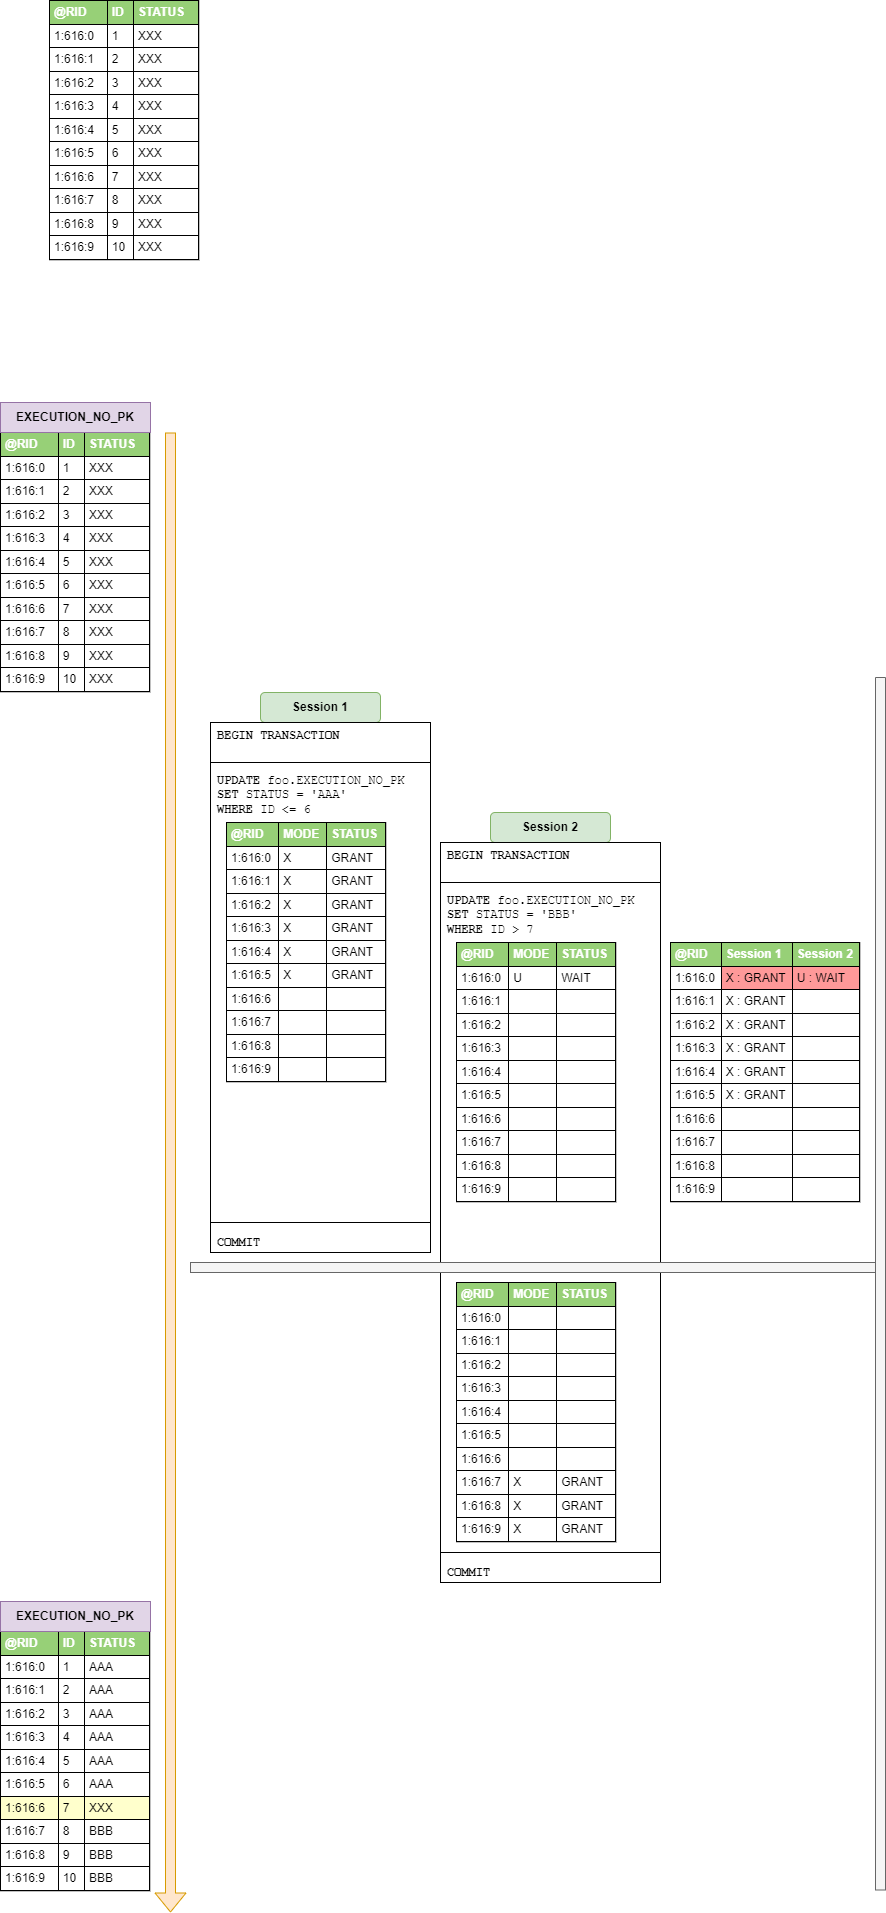 @RID ID STATUS
1:616:0 1 XXX
1:616:1 2 XXX
1:616:2 3 XXX
1:616:3 4 XXX
1:616:4 5 XXX
1:616:5 6 XXX
1:616:6 7 XXX
1:616:7 8 XXX
1:616:8 9 XXX
1:616:9 10 XXX
EXECUTION_NO_PK
@RID ID STATUS
1:616:0 1 XXX
1:616:1 2 XXX
1:616:2 3 XXX
1:616:3 4 XXX
1:616:4 5 XXX
1:616:5 6 XXX
1:616:6 7 XXX
1:616:7 8 XXX
1:616:8 9 XXX
1:616:9 10 XXX
Session 1
BEGIN TRANSACTION
UPDATE foo.EXECUTION_NO_PK
SET STATUS = 'AAA'
WHERE ID <= 6
@RID MODE STATUS
1:616:0 X GRANT
1:616:1 X GRANT
1:616:2 X GRANT
1:616:3 X GRANT
1:616:4 X GRANT
1:616:5 X GRANT
1:616:6
1:616:7
1:616:8
1:616:9
COMMIT
Session 2
BEGIN TRANSACTION
UPDATE foo.EXECUTION_NO_PK
SET STATUS = 'BBB'
WHERE ID > 7
@RID MODE STATUS
1:616:0 U WAIT
1:616:1
1:616:2
1:616:3
1:616:4
1:616:5
1:616:6
1:616:7
1:616:8
1:616:9
@RID Session 1 Session 2
1:616:0 X : GRANT U : WAIT
1:616:1 X : GRANT
1:616:2 X : GRANT
1:616:3 X : GRANT
1:616:4 X : GRANT
1:616:5 X : GRANT
1:616:6
1:616:7
1:616:8
1:616:9
@RID MODE STATUS
1:616:0
1:616:1
1:616:2
1:616:3
1:616:4
1:616:5
1:616:6
1:616:7 X GRANT
1:616:8 X GRANT
1:616:9 X GRANT
COMMIT
EXECUTION_NO_PK
@RID ID STATUS
1:616:0 1 AAA
1:616:1 2 AAA
1:616:2 3 AAA
1:616:3 4 AAA
1:616:4 5 AAA
1:616:5 6 AAA
1:616:6 7 XXX
1:616:7 8 BBB
1:616:8 9 BBB
1:616:9 10 BBB